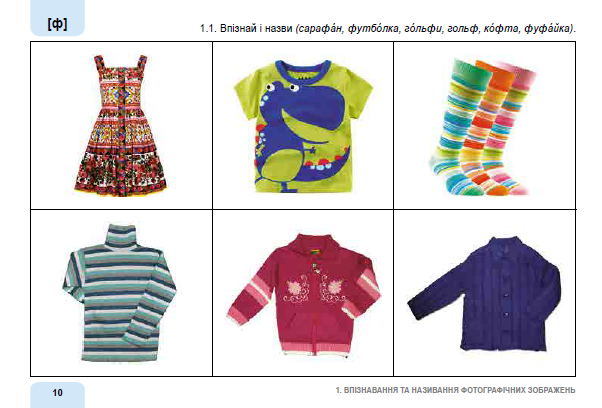 [ф]
1.1. Впізнай і назви (сарафа́н, футбо́лка, го́льфи, гольф, ко́фта, фуфа́йка).
10
1. ВПІЗНАВАННЯ ТА НАЗИВАННЯ ФОТОГРАФІЧНИХ ЗОБРАЖЕНЬ